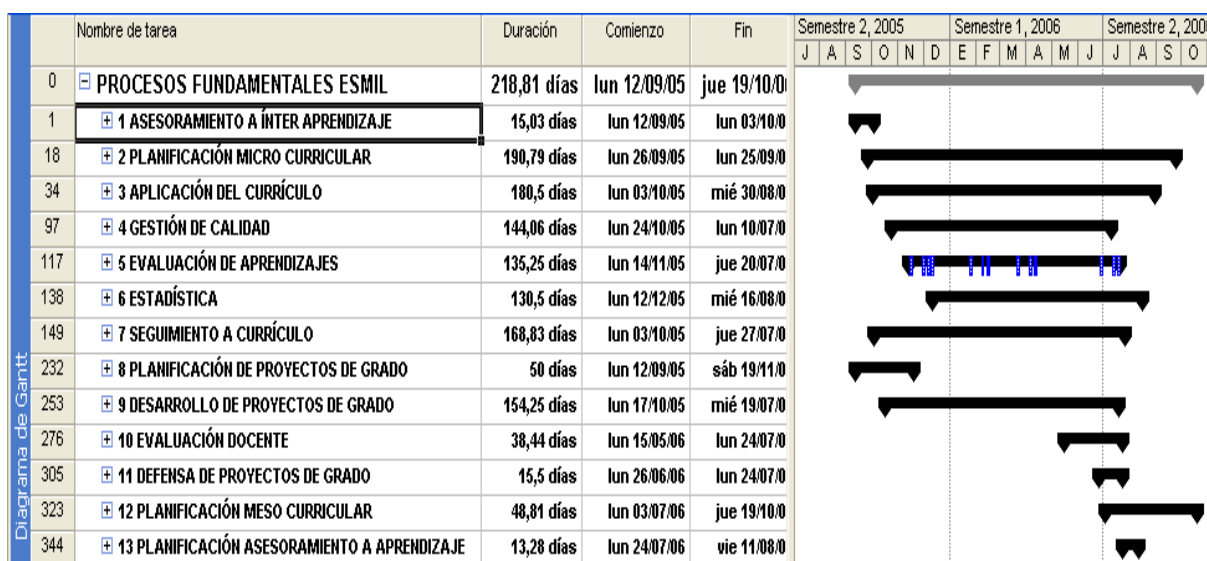 Nombre de tarea Duración Comienzo Fin Semestre 2, 2005 Semestre 1, 2006 Semestre 2, 200
J A S O N D E F M A M J J A S O
0 PROCESOS FUNDAMENTALES ESMIL 218,81 días lun 12/09/05 jue 19/10/0
1 1 ASESORAMIENTO A ÍNTER APRENDIZAJE 15,03 días lun 12/09/05 lun 03/10/0
18 2 PLANIFICACIÓN MICRO CURRICULAR 190,79 días lun 26/09/05 lun 25/09/0
34 3 APLICACIÓN DEL CURRÍCULO 180,5 días lun 03/10/05 mié 30/08/0
97 4 GESTIÓN DE CALIDAD 144,06 días lun 24/10/05 lun 10/07/0
117 5 EVALUACIÓN DE APRENDIZAJES 135,25 días lun 14/11/05 jue 20/07/0
138 6 ESTADÍSTICA 130,5 días lun 12/12/05 mié 16/08/0
149 7 SEGUIMIENTO A CURRÍCULO 168,83 días lun 03/10/05 jue 27/07/0
232 8 PLANIFICACIÓN DE PROYECTOS DE GRADO 50 días lun 12/09/05 sáb 19/11/0
253 9 DESARROLLO DE PROYECTOS DE GRADO 154,25 días lun 17/10/05 mié 19/07/0
276 10 EVALUACIÓN DOCENTE 38,44 días lun 15/05/06 lun 24/07/0
305 11 DEFENSA DE PROYECTOS DE GRADO 15,5 días lun 26/06/06 lun 24/07/0
323 12 PLANIFICACIÓN MESO CURRICULAR 48,81 días lun 03/07/06 jue 19/10/0
344 13 PLANIFICACIÓN ASESORAMIENTO A APRENDIZAJE 13,28 días lun 24/07/06 vie 11/08/0
Diagrama de Gantt